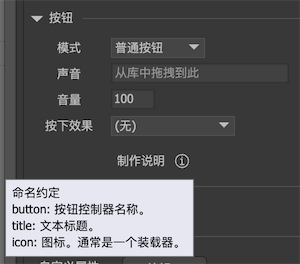 按钮
模式 普通按钮
声音 从库中拖拽到此
音量 100
按下效果 (无)
制作说明
命名约定
button: 按钮控制器名称。
title: 文本标题。
icon: 图标。通常是一个装载器。